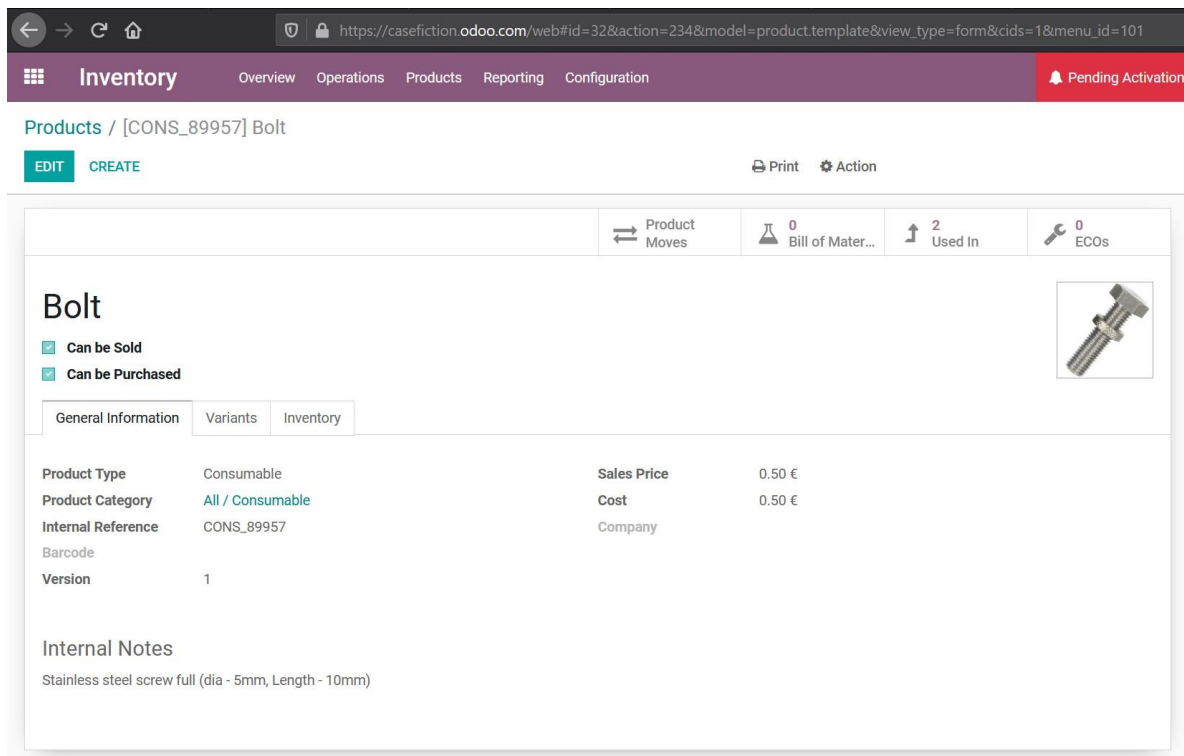 https://casefiction.odoo.com/web#id=32&action=234&model=product.template&view_type=form&cids=1&menu_id=101
Inventory Overview Operations Products Reporting Configuration Pending Activation
Products / [CONS_89957] Bolt
EDIT CREATE Print Action
Product Moves
0 Bill of Mater...
2 Used In
0 ECOs
Bolt
Can be Sold
Can be Purchased
General Information Variants Inventory
Product Type Consumable
Product Category All / Consumable
Internal Reference CONS_89957
Barcode
Version 1
Sales Price 0.50 €
Cost 0.50 €
Company
Internal Notes
Stainless steel screw full (dia - 5mm, Length - 10mm)